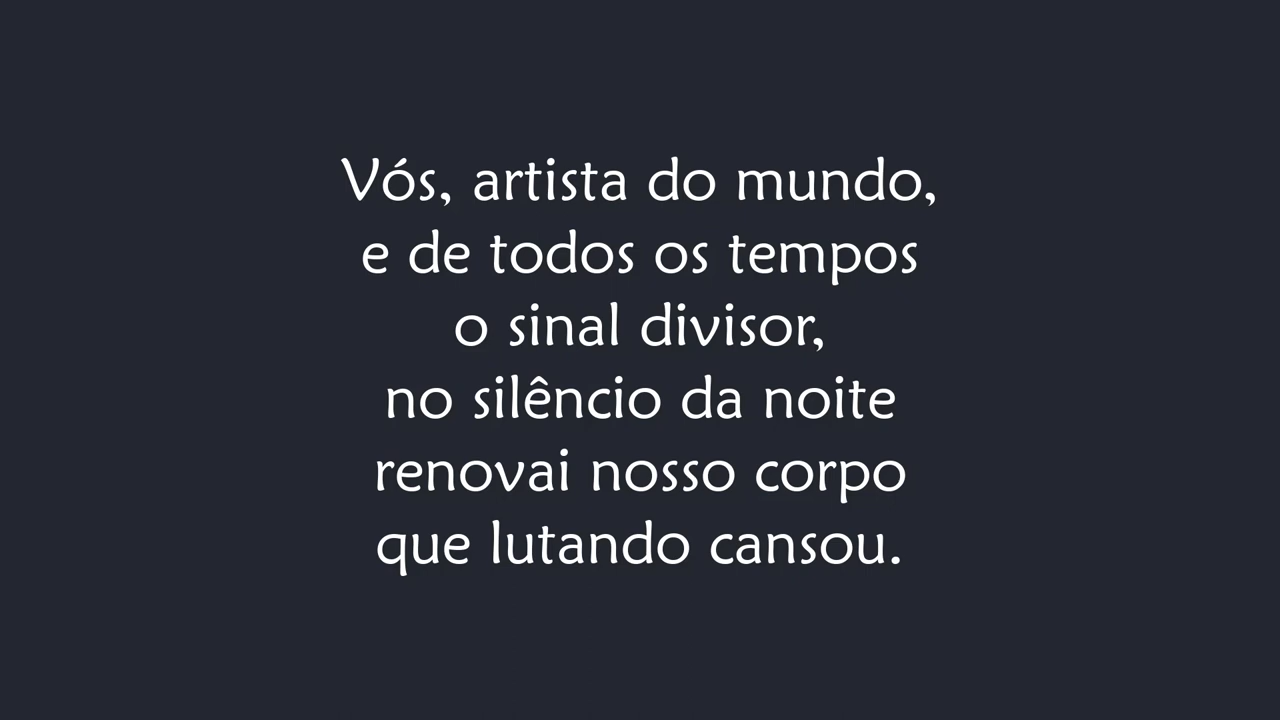 Vós, artista do mundo,
e de todos os tempos
o sinal divisor,
no silêncio da noite
renovai nosso corpo
que lutando cansou.